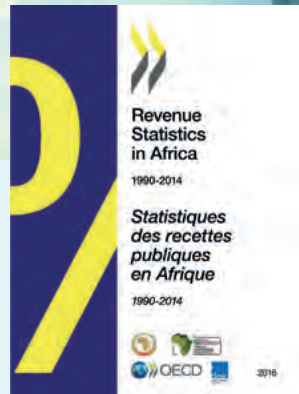 %
Revenue
Statistics
in Africa
1990-2014
Statistiques
des recettes
publiques
en Afrique
1990-2014
OECD
2016